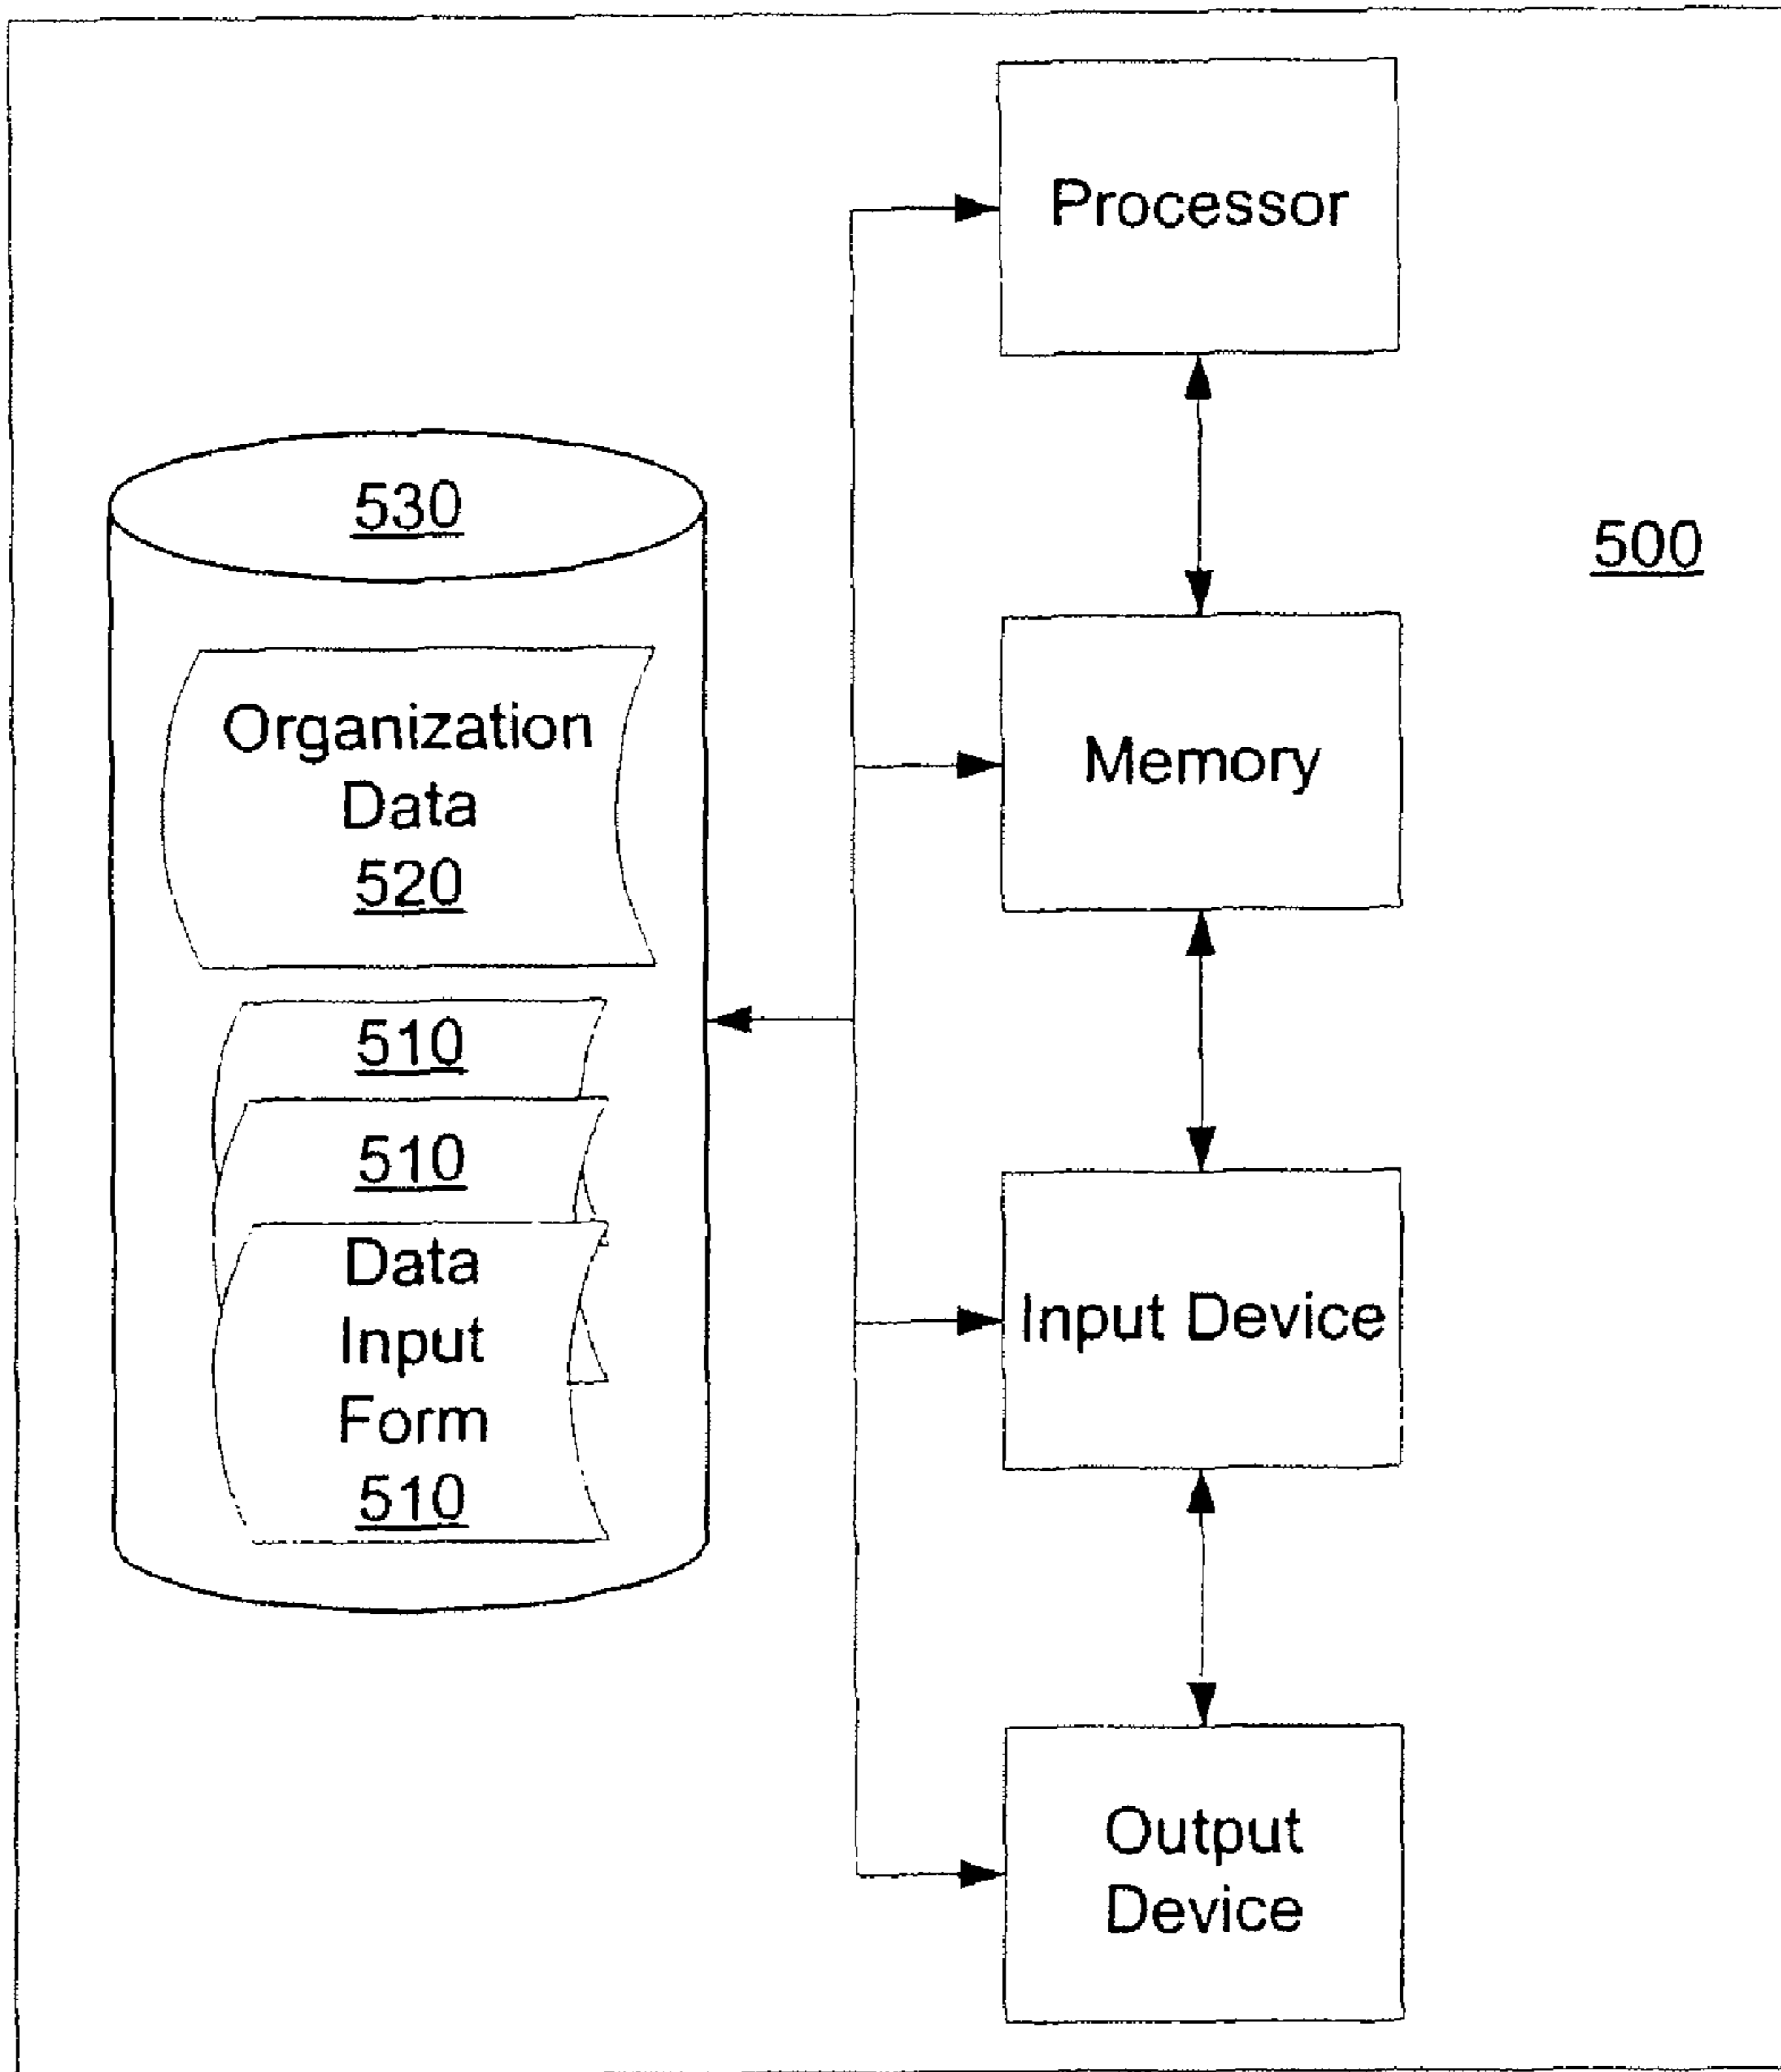 Processor
530
500
Organization
Data
520
Memory
510
510
Data
Input
Form
510
Input Device
Output
Device